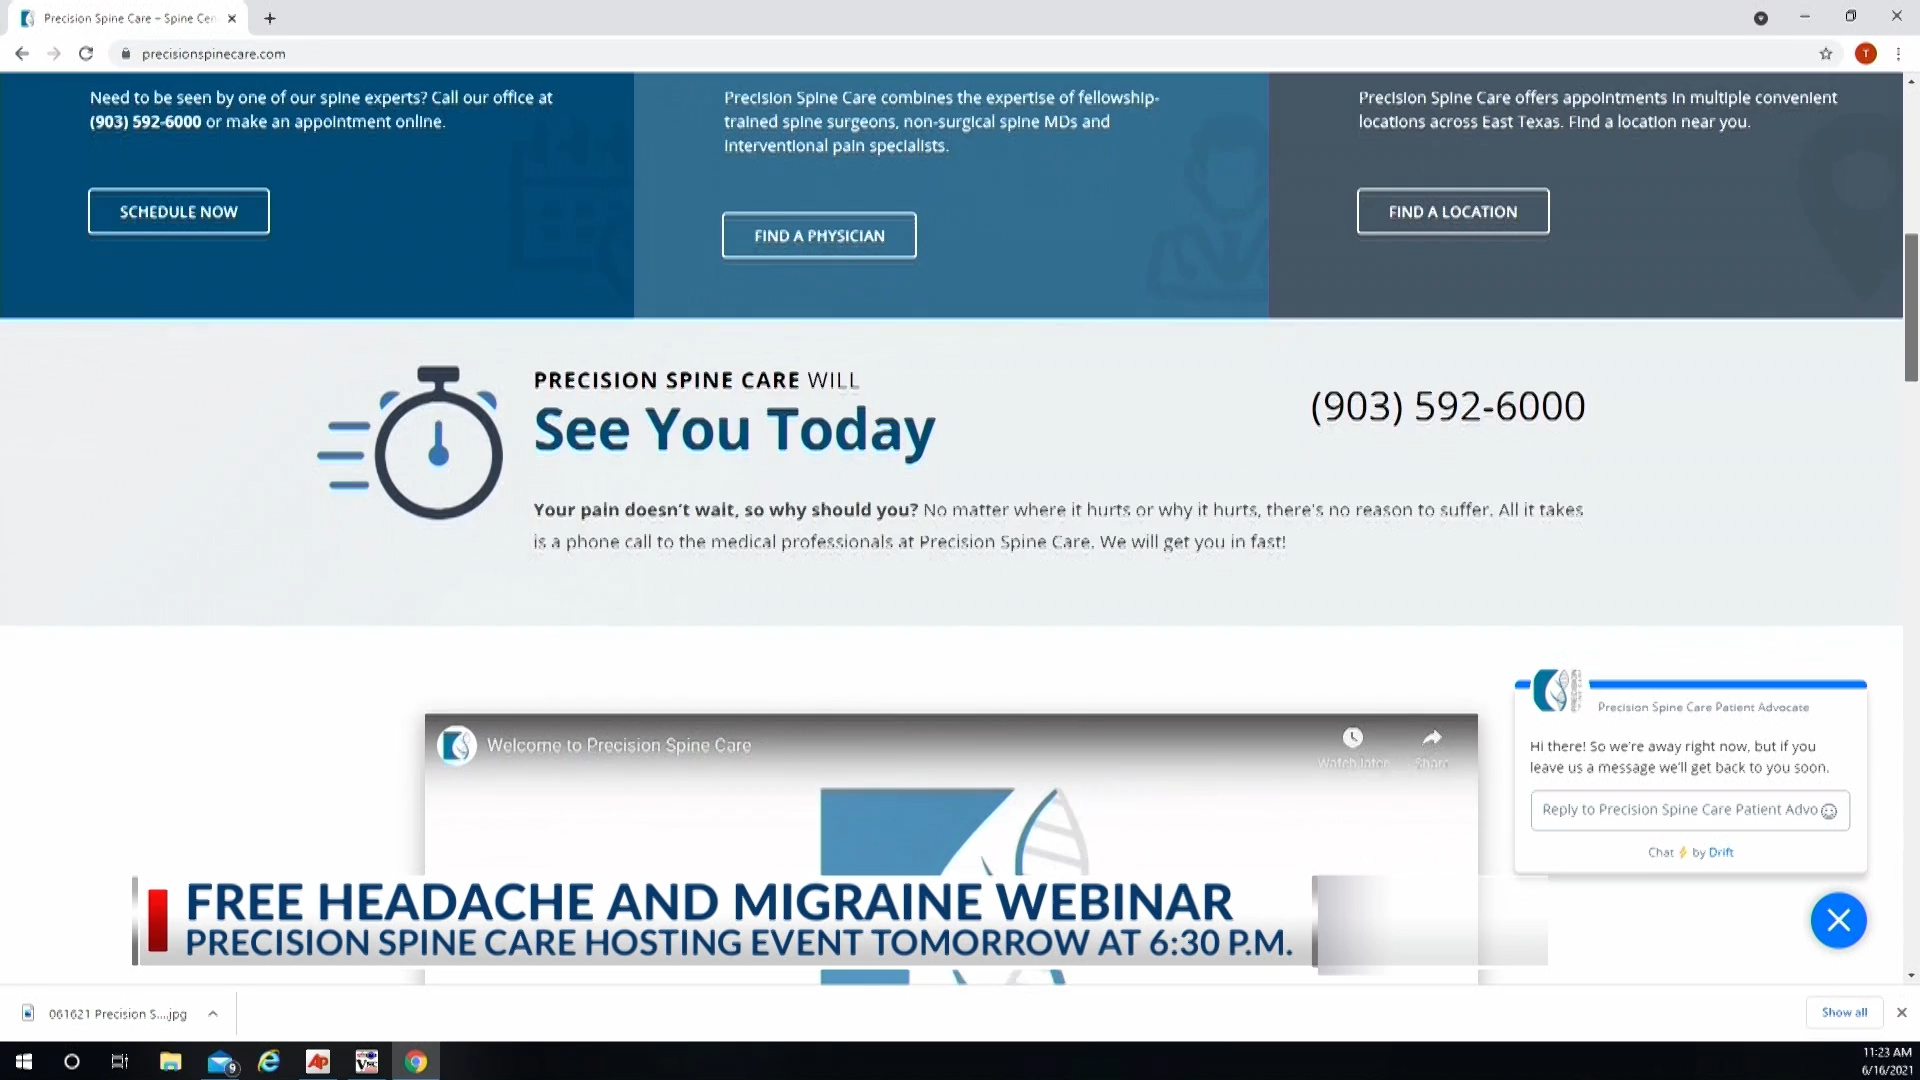 Precision Spine Care – Spine Cen
precisionspinecare.com
T
Need to be seen by one of our spine experts? Call our office at
(903) 592-6000 or make an appointment online.
SCHEDULE NOW
Precision Spine Care combines the expertise of fellowship-
trained spine surgeons, non-surgical spine MDs and
interventional pain specialists.
FIND A PHYSICIAN
Precision Spine Care offers appointments in multiple convenient
locations across East Texas. Find a location near you.
FIND A LOCATION
PRECISION SPINE CARE WILL
See You Today
(903) 592-6000
Your pain doesn't wait, so why should you? No matter where it hurts or why it hurts, there's no reason to suffer. All it takes
is a phone call to the medical professionals at Precision Spine Care. We will get you in fast!
Welcome to Precision Spine Care
Watch later
Share
Precision Spine Care Patient Advocate
Hi there! So we're away right now, but if you
leave us a message we'll get back to you soon.
Reply to Precision Spine Care Patient Advo
Chat ⚡ by Drift
FREE HEADACHE AND MIGRAINE WEBINAR
PRECISION SPINE CARE HOSTING EVENT TOMORROW AT 6:30 P.M.
061621 Precision S....jpg
Show all
9
AP
11:23 AM
6/16/2021